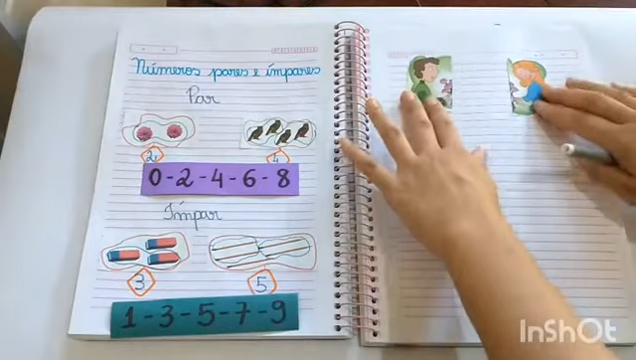 Números pares e ímpares
Par
2 4
0-2-4-6-8
Ímpar
3 5
1-3-5-7-9
InShOt